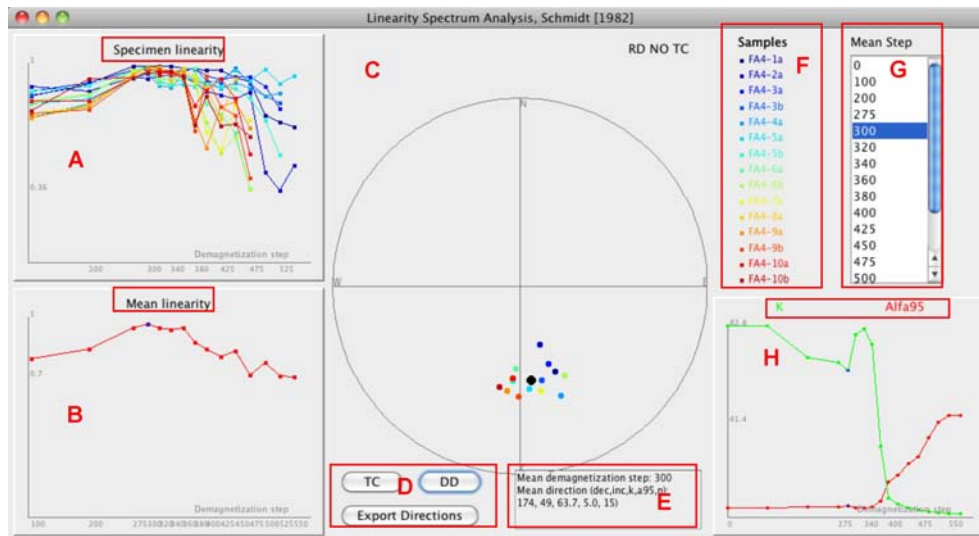 Linearity Spectrum Analysis, Schmidt [1982]
Specimen linearity
1
A
0.36
Demagnetization step
200 300 340 380 425 475 525
Mean linearity
1
0.7
B
Demagnetization step
100 200
C
RD NO TC
N
W
E
TC
D
DD
Export Directions
Mean demagnetization step: 300
Mean direction (dec,inc,k,a95,n):
174, 49, 63.7, 5.0, 15)
E
Samples
F
FA4-1a
FA4-2a
FA4-3a
FA4-3b
FA4-4a
FA4-5a
FA4-5b
FA4-6a
FA4-6b
FA4-8a
FA4-9a
FA4-9b
FA4-10a
FA4-10b
Mean Step
G
0
100
200
275
300
320
340
360
380
400
425
450
475
500
K
Alfa95
82.8
H
41.4
Demagnetization step
0 275 340 400 475 550